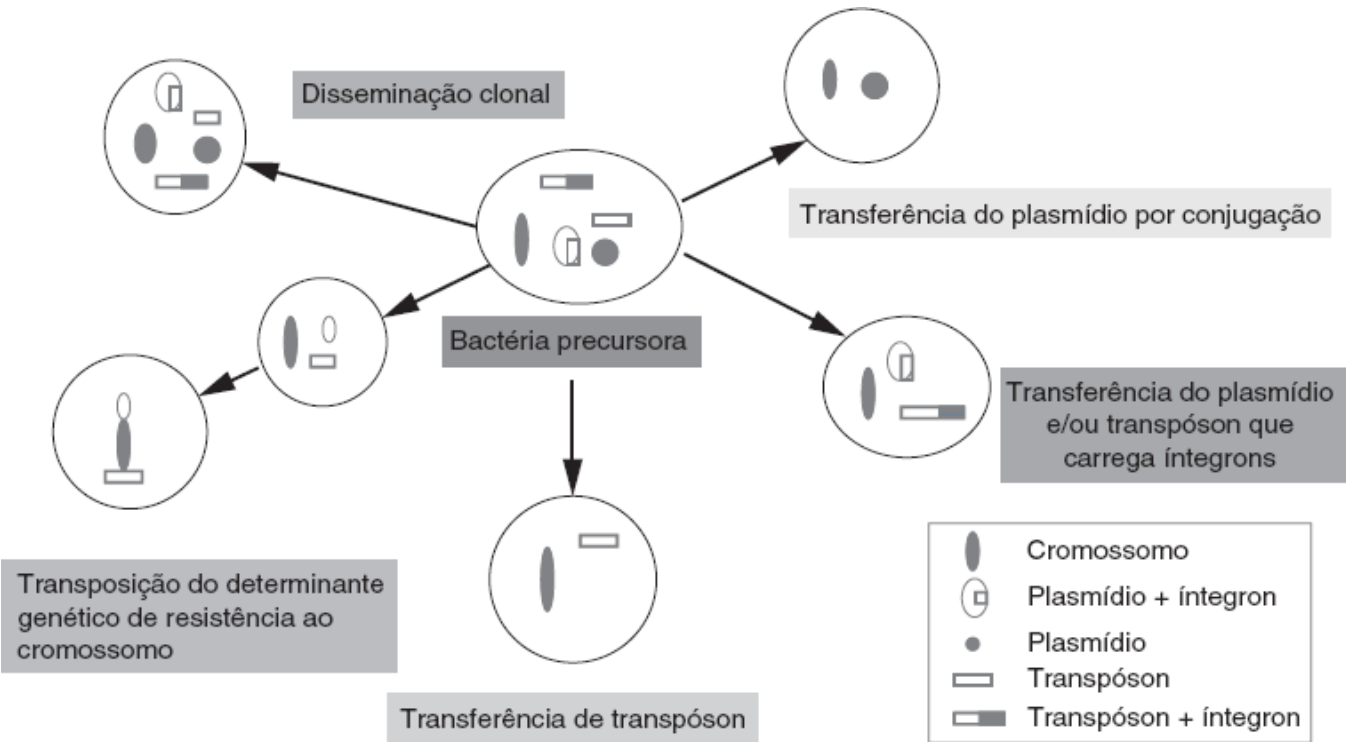 Disseminação clonal
Transferência do plasmídio por conjugação
Bactéria precursora
Transferência do plasmídio
e/ou transpóson que
carrega íntegrons
Transposição do determinante
genético de resistência ao
cromossomo
Transferência de transpóson
Cromossomo
Plasmídio + íntegron
Plasmídio
Transpóson
Transpóson + íntegron